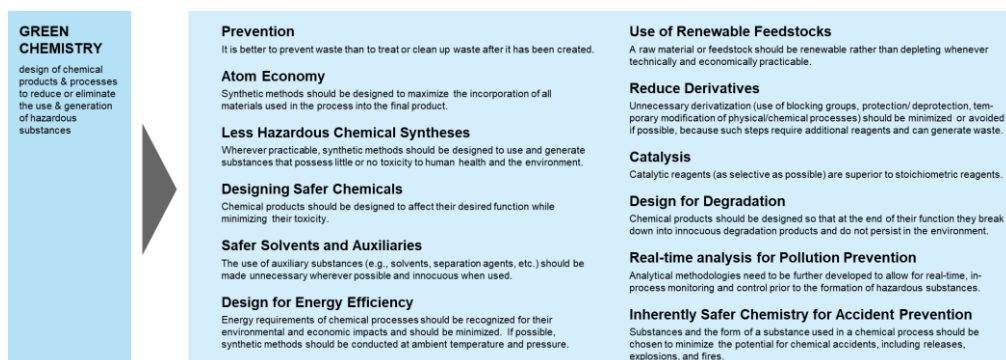 GREEN
CHEMISTRY
design of chemical
products & processes
to reduce or eliminate
the use & generation
of hazardous
substances
Prevention
It is better to prevent waste than to treat or clean up waste after it has been created.
Atom Economy
Synthetic methods should be designed to maximize the incorporation of all
materials used in the process into the final product.
Less Hazardous Chemical Syntheses
Wherever practicable, synthetic methods should be designed to use and generate
substances that possess little or no toxicity to human health and the environment.
Designing Safer Chemicals
Chemical products should be designed to affect their desired function while
minimizing their toxicity.
Safer Solvents and Auxiliaries
The use of auxiliary substances (e.g., solvents, separation agents, etc.) should be
made unnecessary wherever possible and innocuous when used.
Design for Energy Efficiency
Energy requirements of chemical processes should be recognized for their
environmental and economic impacts and should be minimized. If possible,
synthetic methods should be conducted at ambient temperature and pressure.
Use of Renewable Feedstocks
A raw material or feedstock should be renewable rather than depleting whenever
technically and economically practicable.
Reduce Derivatives
Unnecessary derivatization (use of blocking groups, protection/ deprotection, tem-
porary modification of physical/chemical processes) should be minimized or avoided
if possible, because such steps require additional reagents and can generate waste.
Catalysis
Catalytic reagents (as selective as possible) are superior to stoichiometric reagents.
Design for Degradation
Chemical products should be designed so that at the end of their function they break
down into innocuous degradation products and do not persist in the environment.
Real-time analysis for Pollution Prevention
Analytical methodologies need to be further developed to allow for real-time, in-
process monitoring and control prior to the formation of hazardous substances.
Inherently Safer Chemistry for Accident Prevention
Substances and the form of a substance used in a chemical process should be
chosen to minimize the potential for chemical accidents, including releases,
explosions, and fires.